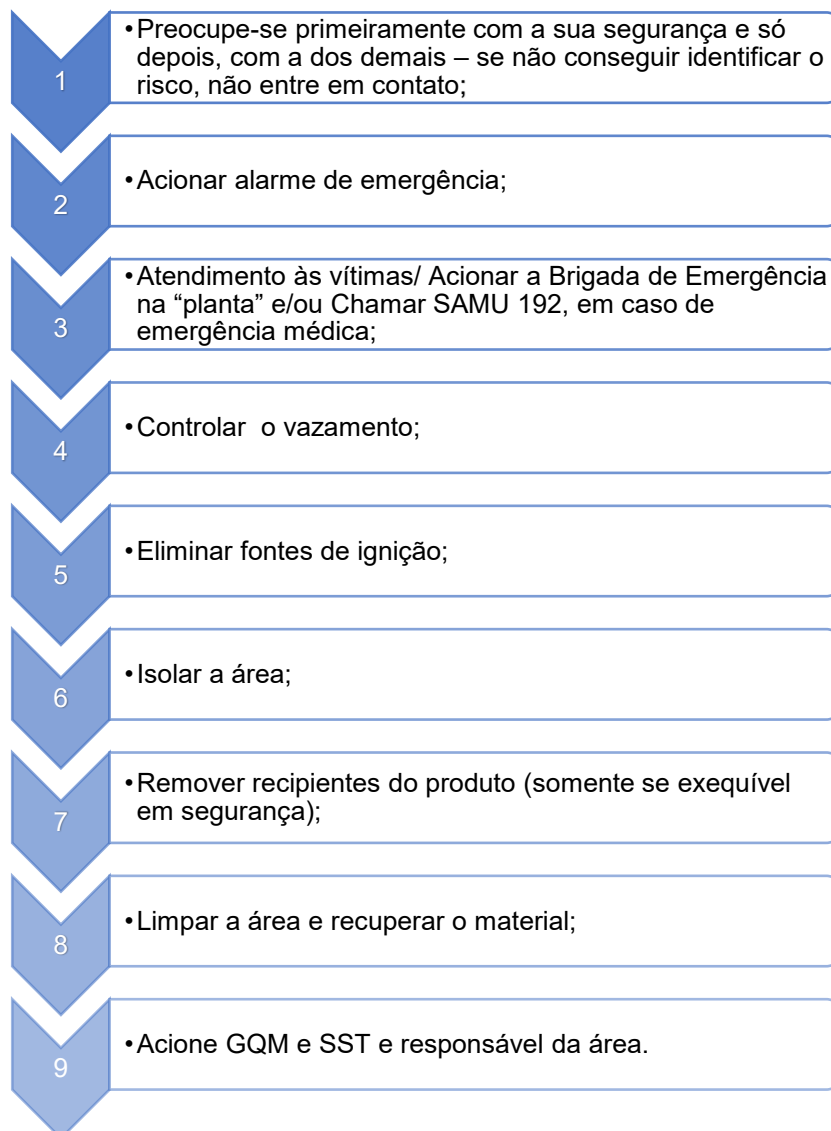 1
•Preocupe-se primeiramente com a sua segurança e só
depois, com a dos demais – se não conseguir identificar o
risco, não entre em contato;
2
•Acionar alarme de emergência;
3
•Atendimento às vítimas/ Acionar a Brigada de Emergência
na “planta” e/ou Chamar SAMU 192, em caso de
emergência médica;
4
•Controlar  o vazamento;
5
•Eliminar fontes de ignição;
6
•Isolar a área;
7
•Remover recipientes do produto (somente se exequível
em segurança);
8
•Limpar a área e recuperar o material;
9
•Acione GQM e SST e responsável da área.